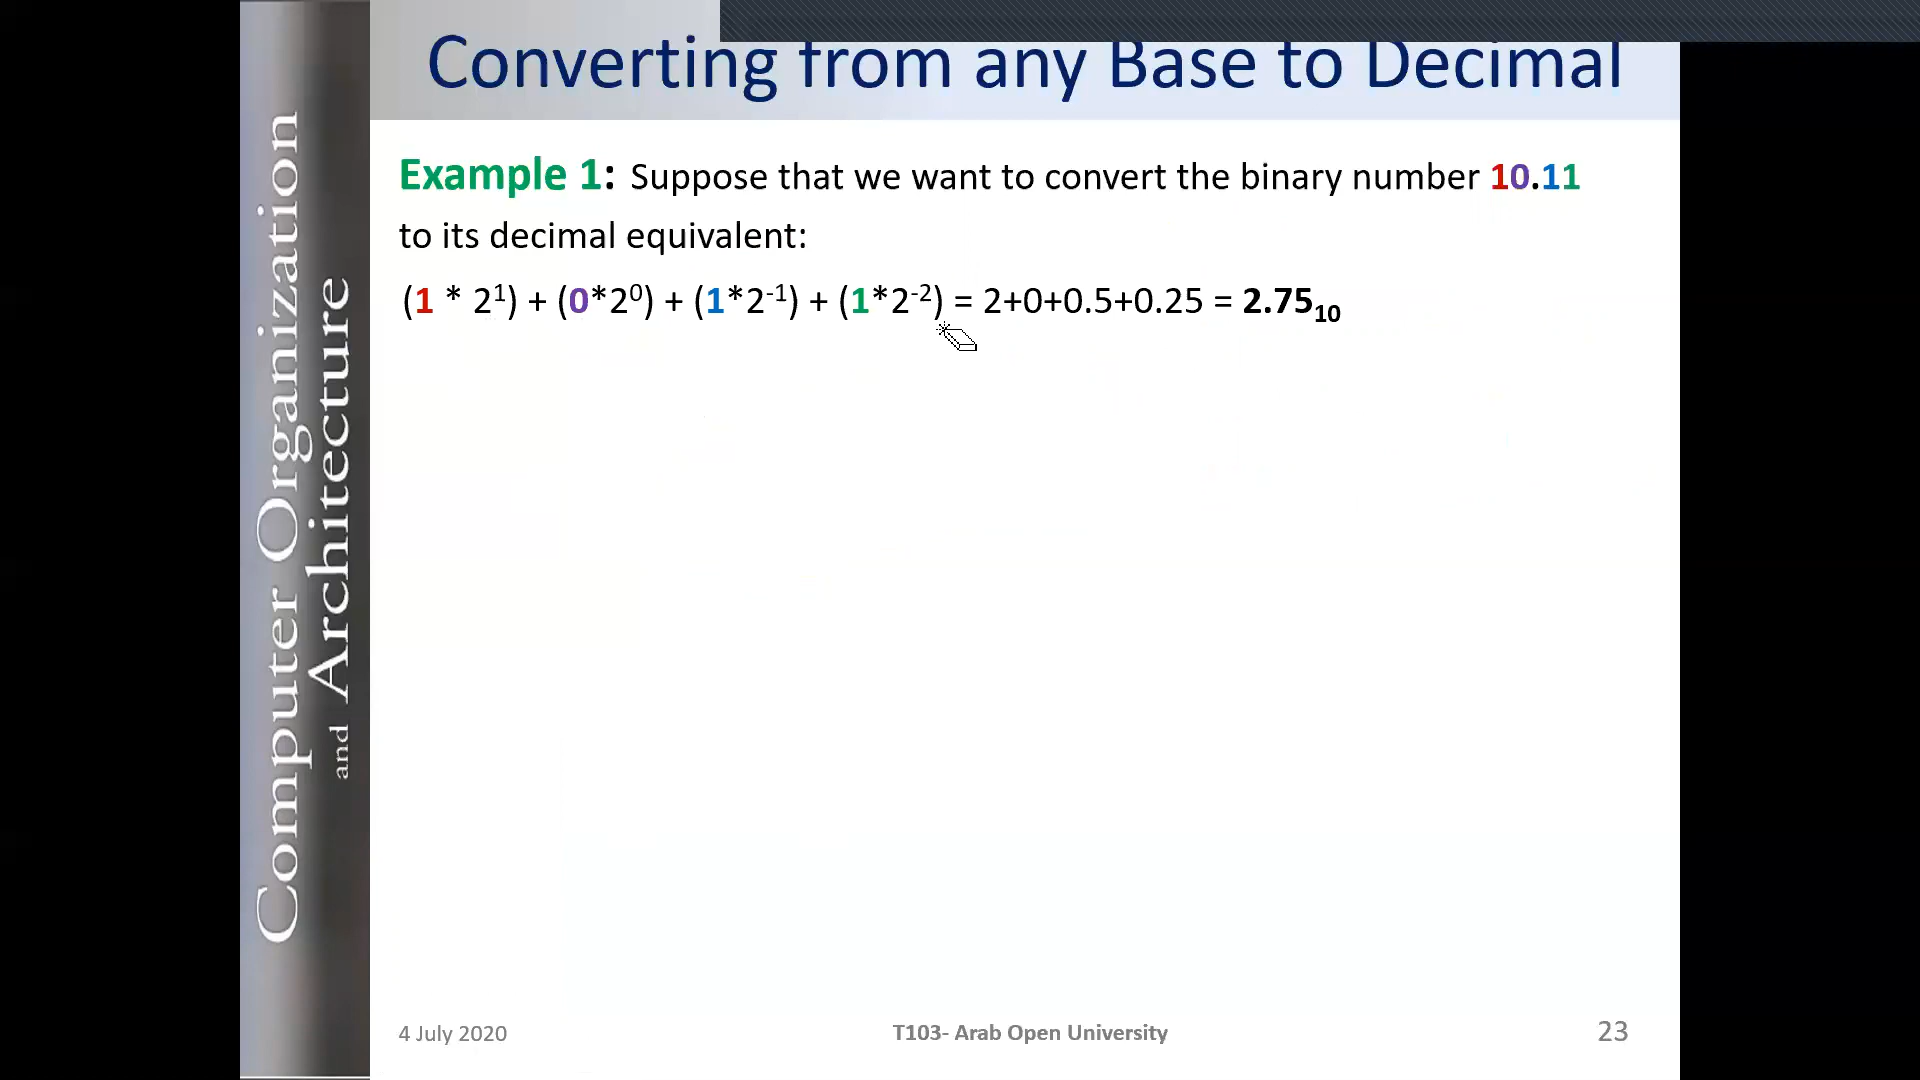 Converting from any Base to Decimal
Computer Organization
and Architecture
Example 1: Suppose that we want to convert the binary number 10.11
to its decimal equivalent:
(1 * 2¹) + (0*2⁰) + (1*2⁻¹) + (1*2⁻²) = 2+0+0.5+0.25 = 2.75₁₀
4 July 2020
T103- Arab Open University
23